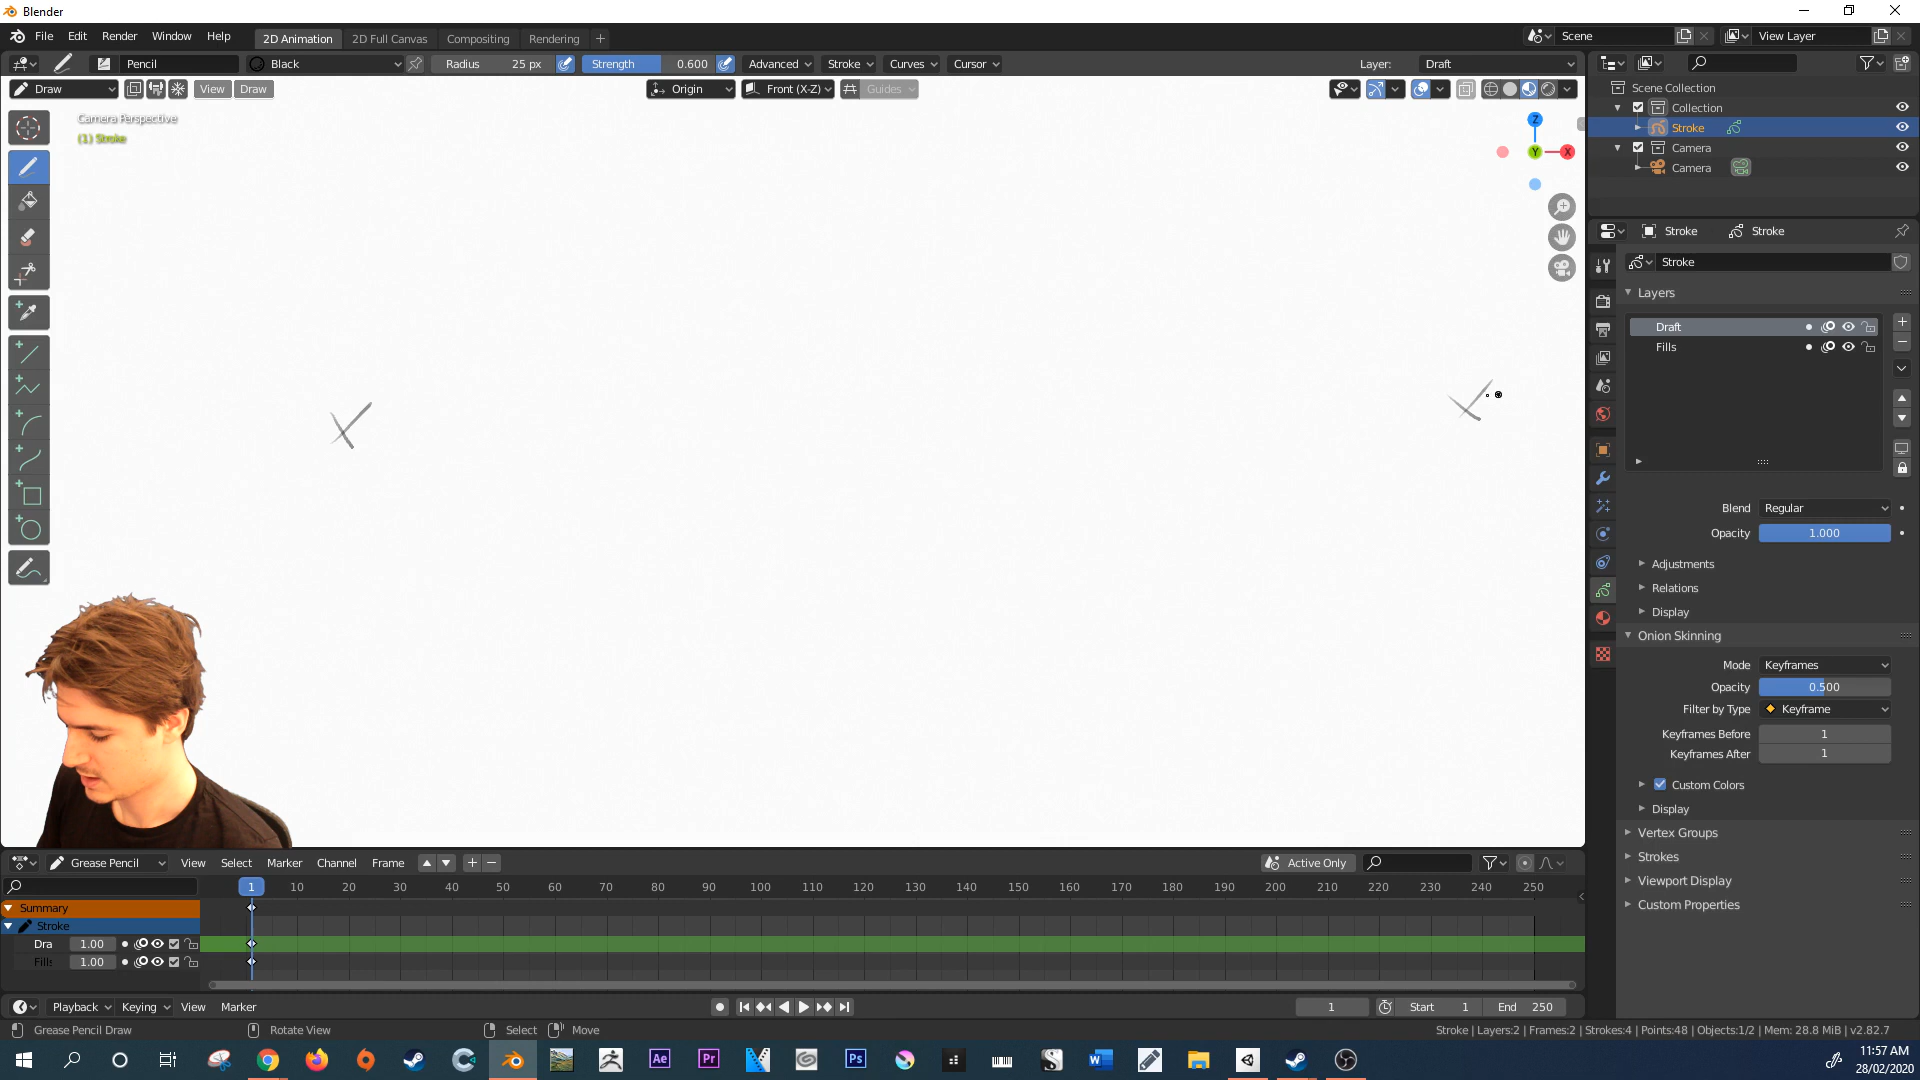 Blender
File Edit Render Window Help 2D Animation 2D Full Canvas Compositing Rendering + Scene View Layer
Pencil Black Radius 25 px Strength 0.600 Advanced Stroke Curves Cursor Layer: Draft
Draw View Draw Origin Front (X-Z) Guides
Camera Perspective
(1) Stroke
Z
Y X
Scene Collection
Collection
Stroke
Camera
Camera
Stroke Stroke
Stroke
Layers
Draft
Fills
Blend Regular
Opacity 1.000
Adjustments
Relations
Display
Onion Skinning
Mode Keyframes
Opacity 0.500
Filter by Type Keyframe
Keyframes Before 1
Keyframes After 1
Custom Colors
Display
Vertex Groups
Strokes
Viewport Display
Custom Properties
Grease Pencil View Select Marker Channel Frame Active Only
1 10 20 30 40 50 60 70 80 90 100 110 120 130 140 150 160 170 180 190 200 210 220 230 240 250
Summary
Stroke
Dra 1.00
Fills 1.00
Playback Keying View Marker 1 Start 1 End 250
Grease Pencil Draw Rotate View Select Move Stroke | Layers:2 | Frames:2 | Strokes:4 | Points:48 | Objects:1/2 | Mem: 28.8 MiB | v2.82.7
Ae Pr Ps
11:57 AM
28/02/2020